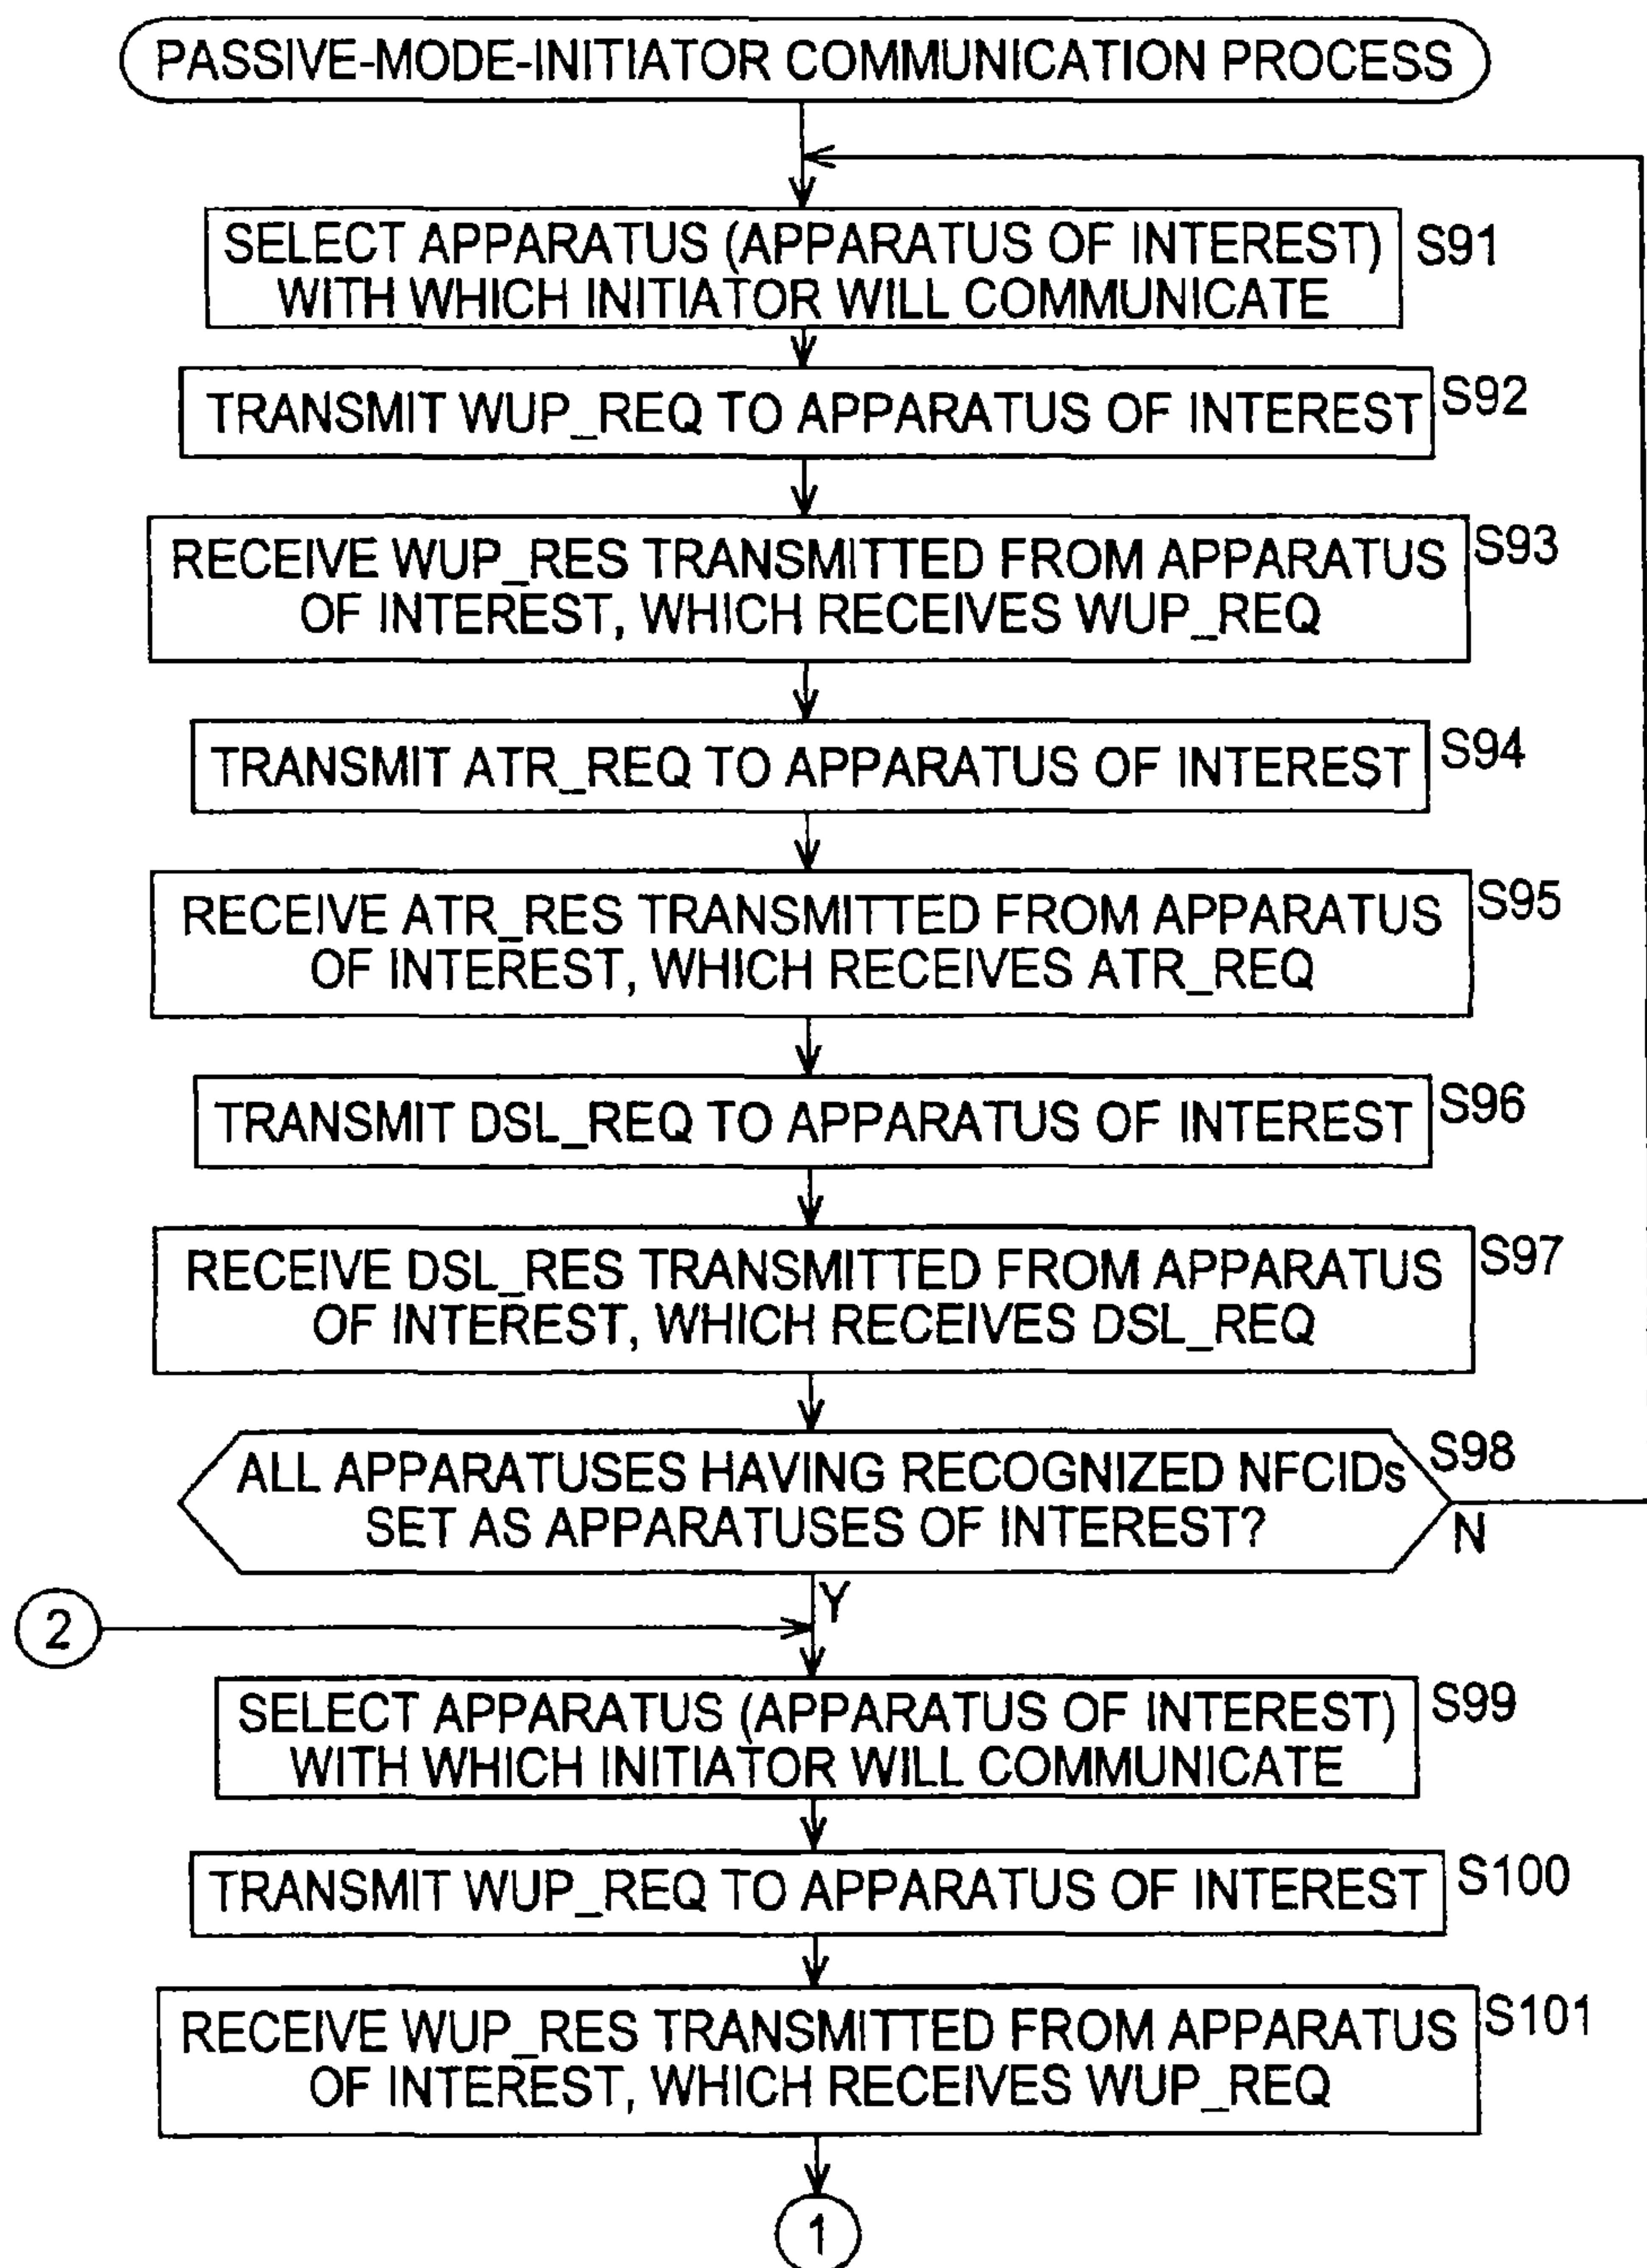 PASSIVE-MODE-INITIATOR COMMUNICATION PROCESS
SELECT APPARATUS (APPARATUS OF INTEREST)
WITH WHICH INITIATOR WILL COMMUNICATE
S91
TRANSMIT WUP_REQ TO APPARATUS OF INTEREST
S92
RECEIVE WUP_RES TRANSMITTED FROM APPARATUS
OF INTEREST, WHICH RECEIVES WUP_REQ
S93
TRANSMIT ATR_REQ TO APPARATUS OF INTEREST
S94
RECEIVE ATR_RES TRANSMITTED FROM APPARATUS
OF INTEREST, WHICH RECEIVES ATR_REQ
S95
TRANSMIT DSL_REQ TO APPARATUS OF INTEREST
S96
RECEIVE DSL_RES TRANSMITTED FROM APPARATUS
OF INTEREST, WHICH RECEIVES DSL_REQ
S97
ALL APPARATUSES HAVING RECOGNIZED NFCIDs
SET AS APPARATUSES OF INTEREST?
S98
N
Y
2
SELECT APPARATUS (APPARATUS OF INTEREST)
WITH WHICH INITIATOR WILL COMMUNICATE
S99
TRANSMIT WUP_REQ TO APPARATUS OF INTEREST
S100
RECEIVE WUP_RES TRANSMITTED FROM APPARATUS
OF INTEREST, WHICH RECEIVES WUP_REQ
S101
1